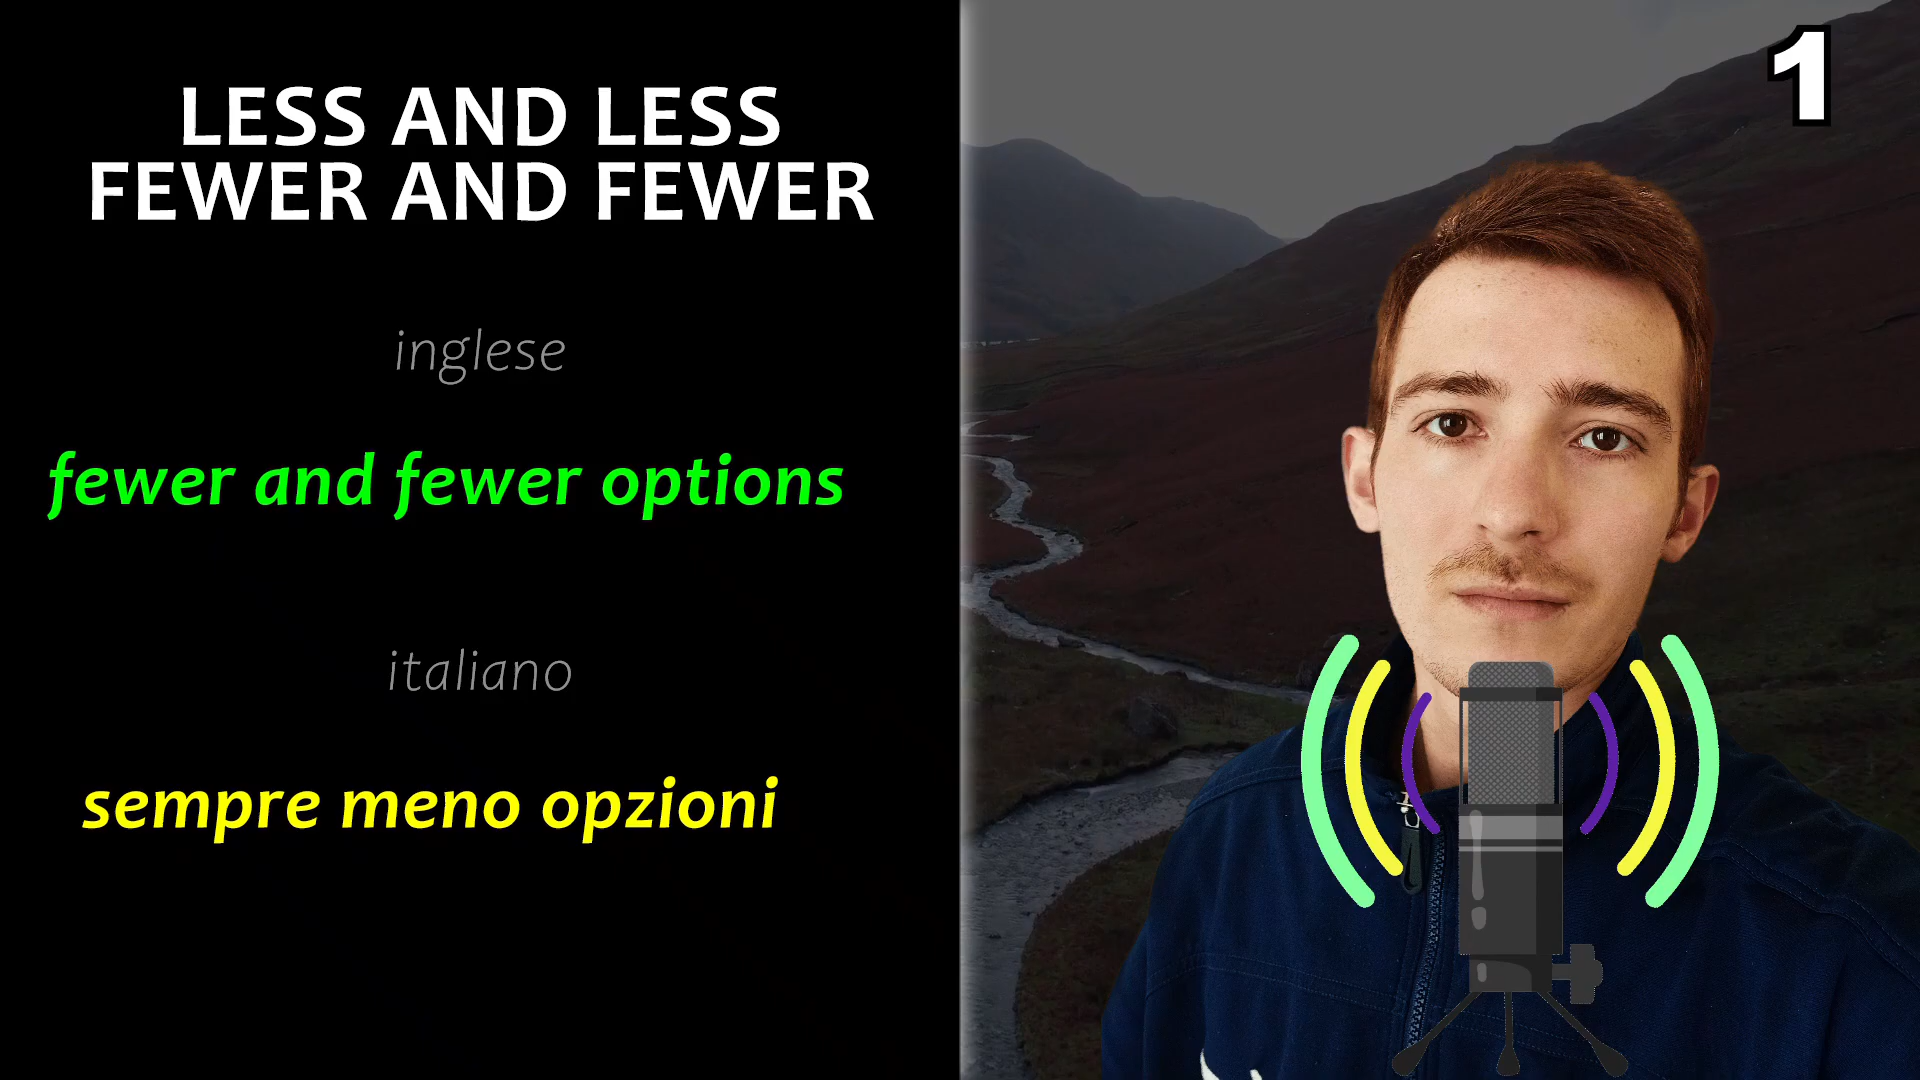 LESS AND LESS
FEWER AND FEWER
1
inglese
fewer and fewer options
italiano
sempre meno opzioni